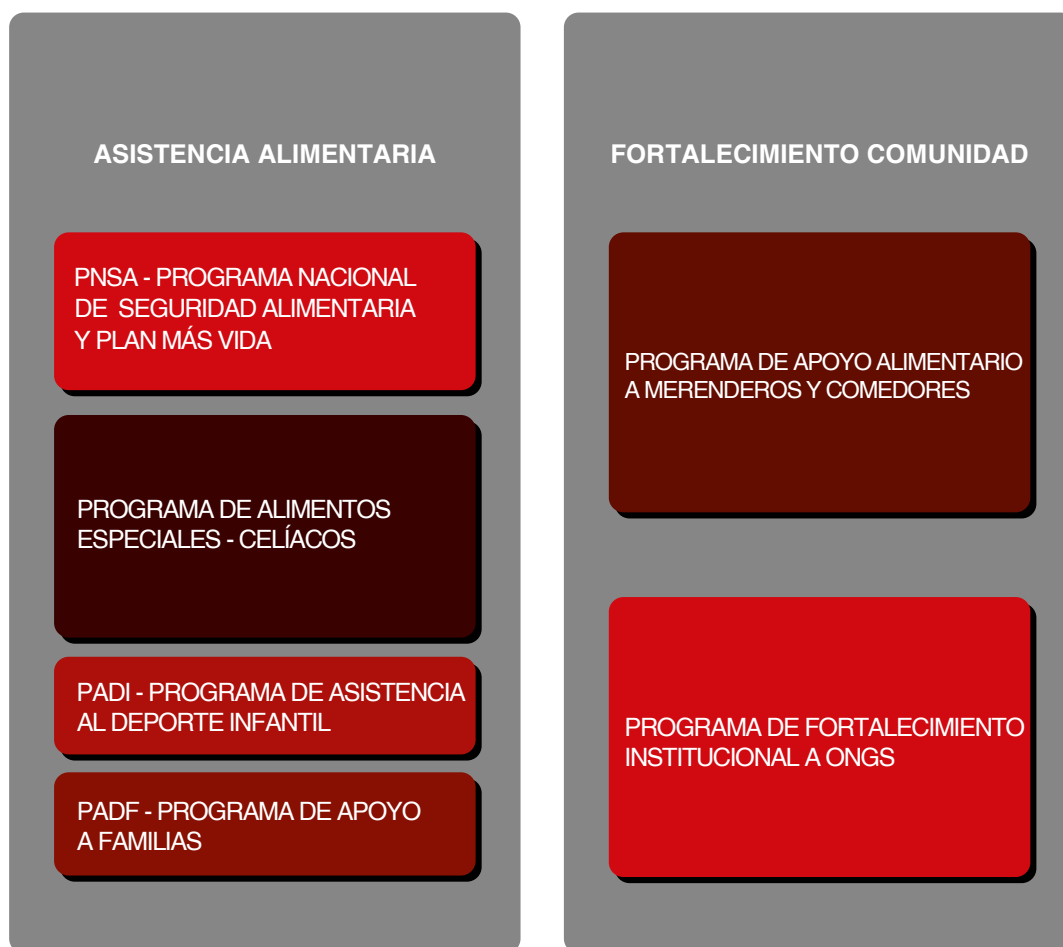 ASISTENCIA ALIMENTARIA
PNSA - PROGRAMA NACIONAL
DE SEGURIDAD ALIMENTARIA
Y PLAN MÁS VIDA
PROGRAMA DE ALIMENTOS
ESPECIALES - CELÍACOS
PADI - PROGRAMA DE ASISTENCIA
AL DEPORTE INFANTIL
PADF - PROGRAMA DE APOYO
A FAMILIAS
FORTALECIMIENTO COMUNIDAD
PROGRAMA DE APOYO ALIMENTARIO
A MERENDEROS Y COMEDORES
PROGRAMA DE FORTALECIMIENTO
INSTITUCIONAL A ONGS